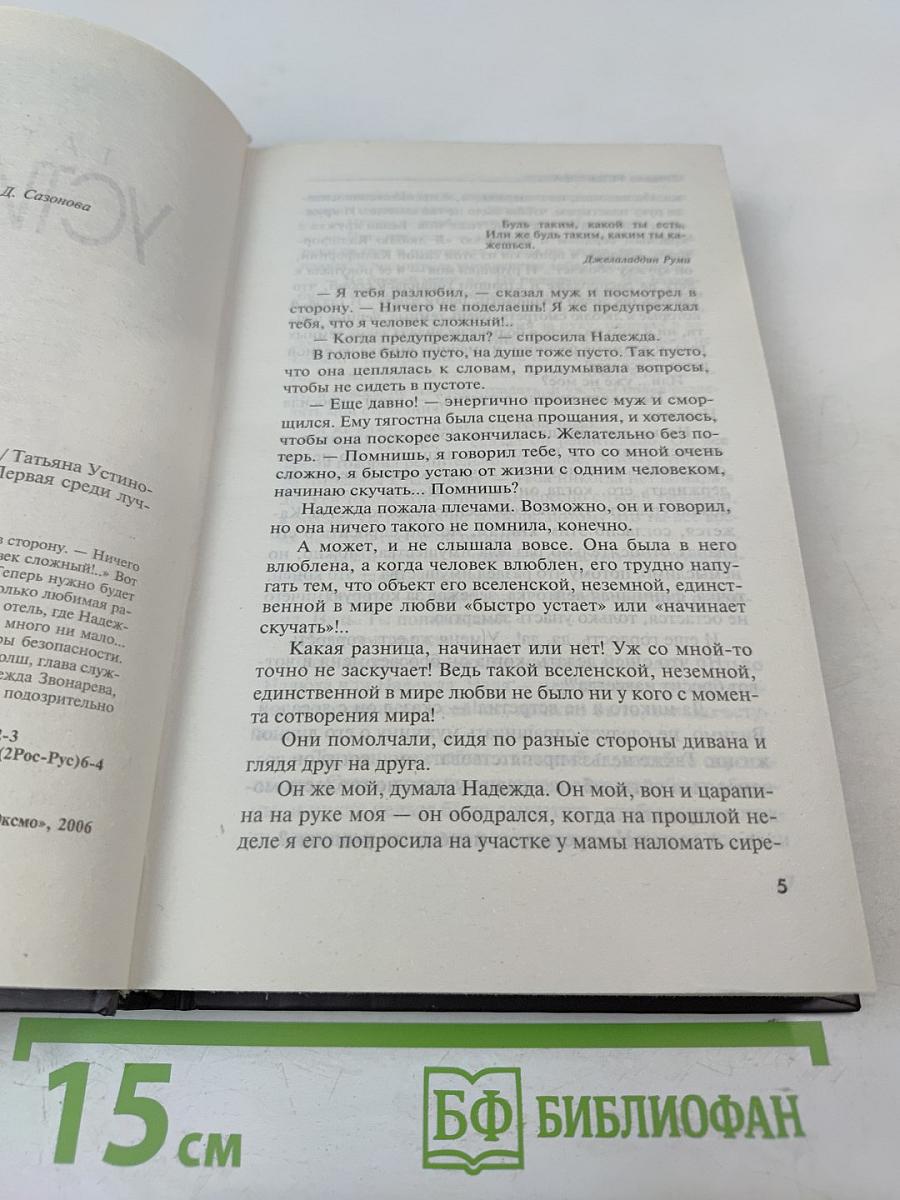 Д. Сазонова
/ Татьяна Устино-
Первая среди луч-
в сторону. — Ничего
век сложный!..» Вот
Теперь нужно будет
олько любимая ра-
отель, где Надеж-
много ни мало...
ры безопасности.
олш, глава служ-
ежда Звонарева,
подозрительно
2-3
(2Рос-Рус)6-4
Эксмо», 2006
Будь таким, какой ты есть.
Или же будь таким, каким ты ка-
жешься.
Джелаладдин Руми
— Я тебя разлюбил, — сказал муж и посмотрел в
сторону. — Ничего не поделаешь! Я же предупреждал
тебя, что я человек сложный!..
— Когда предупреждал? — спросила Надежда.
В голове было пусто, на душе тоже пусто. Так пусто,
что она цеплялась к словам, придумывала вопросы,
чтобы не сидеть в пустоте.
— Еще давно! — энергично произнес муж и смор-
щился. Ему тягостна была сцена прощания, и хотелось,
чтобы она поскорее закончилась. Желательно без по-
терь. — Помнишь, я говорил тебе, что со мной очень
сложно, я быстро устаю от жизни с одним человеком,
начинаю скучать... Помнишь?
Надежда пожала плечами. Возможно, он и говорил,
но она ничего такого не помнила, конечно.
А может, и не слышала вовсе. Она была в него
влюблена, а когда человек влюблен, его трудно напу-
гать тем, что объект его вселенской, неземной, единст-
венной в мире любви «быстро устает» или «начинает
скучать»!..
Какая разница, начинает или нет! Уж со мной-то
точно не заскучает! Ведь такой вселенской, неземной,
единственной в мире любви не было ни у кого с момен-
та сотворения мира!
Они помолчали, сидя по разные стороны дивана и
глядя друг на друга.
Он же мой, думала Надежда. Он мой, вон и царапи-
на на руке моя — он ободрался, когда на прошлой не-
деле я его попросила на участке у мамы наломать сире-
5
15 см
БФ БИБЛИОФАН